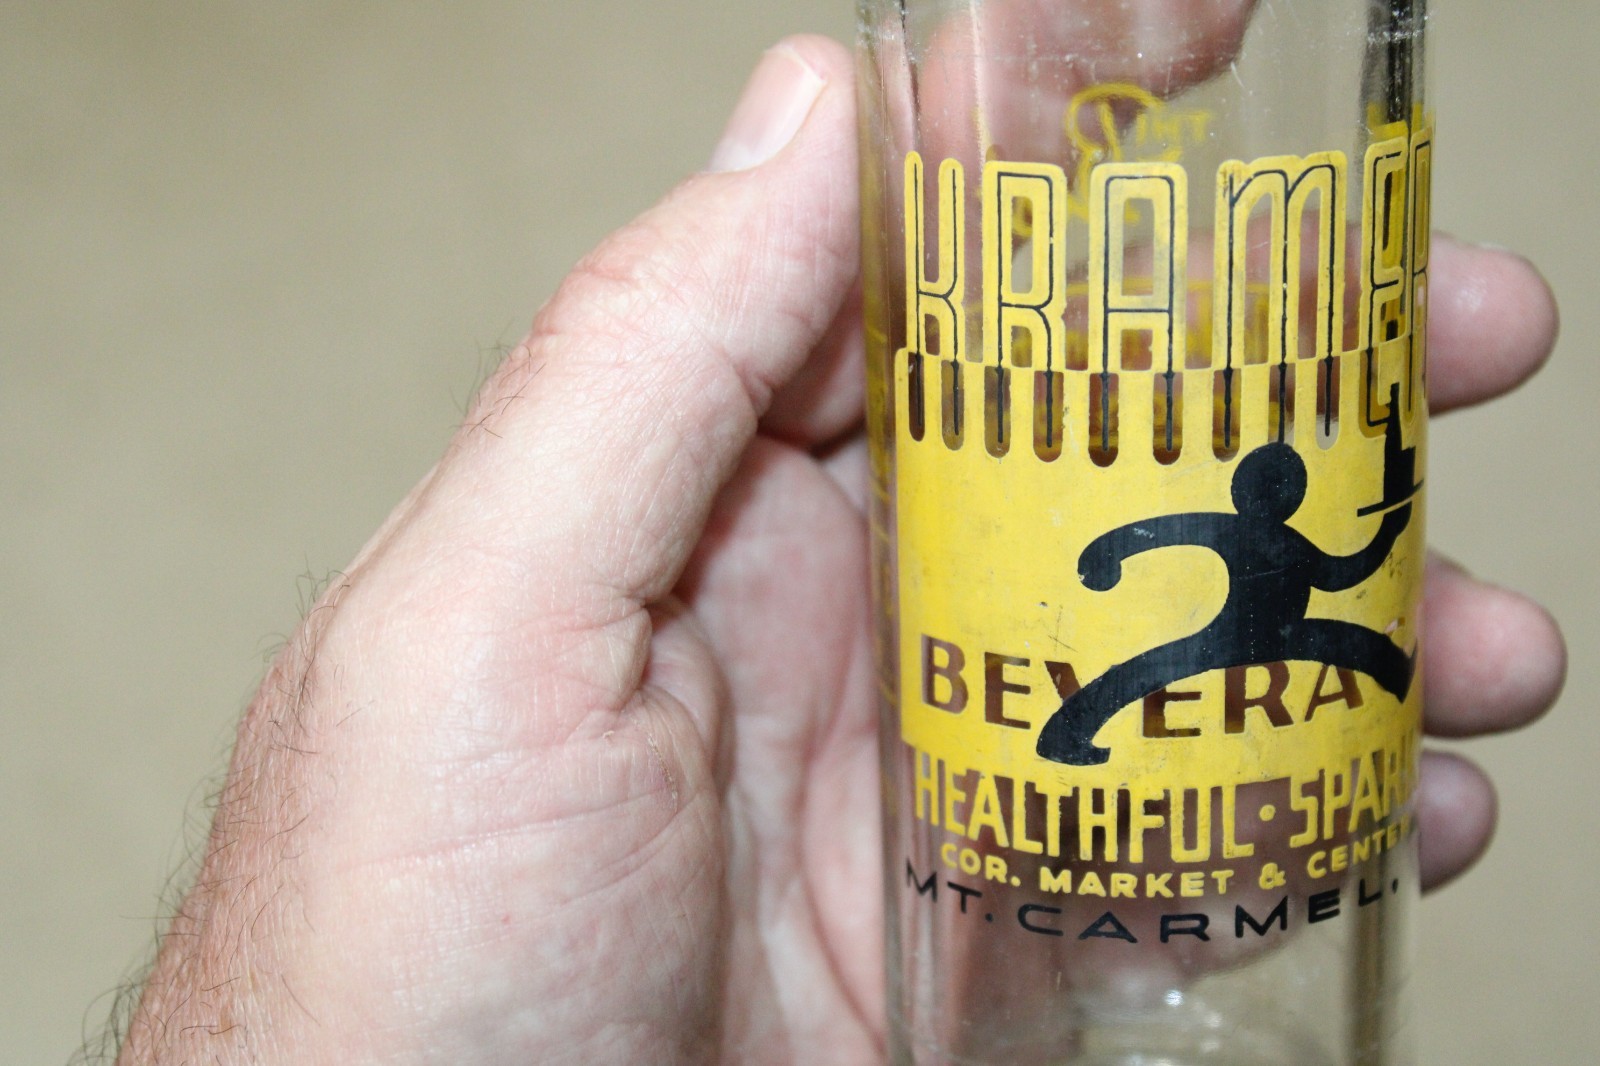 KRAMER
BEVERA
HEALTHFUL · SPARK
COR. MARKET & CENTER
MT. CARMEL.